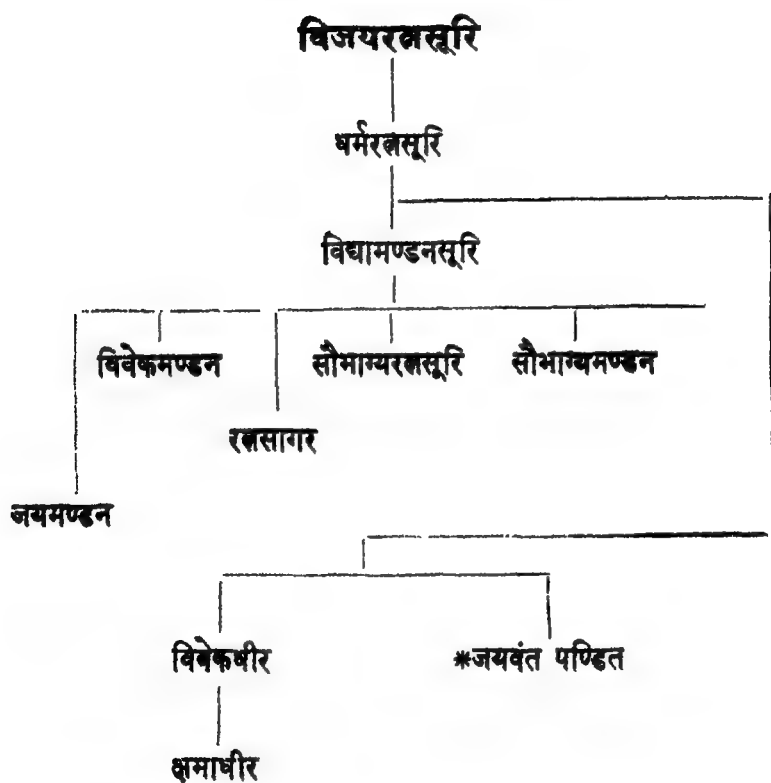 विजयरत्नसूरि
धर्मरत्नसूरि
विद्यामण्डनसूरि
विवेकमण्डन सौभाग्यरत्नसूरि सौभाग्यमण्डन
रत्नसागर
जयमण्डन
विवेकधीर *जयवंत पण्डित
क्षमाधीर